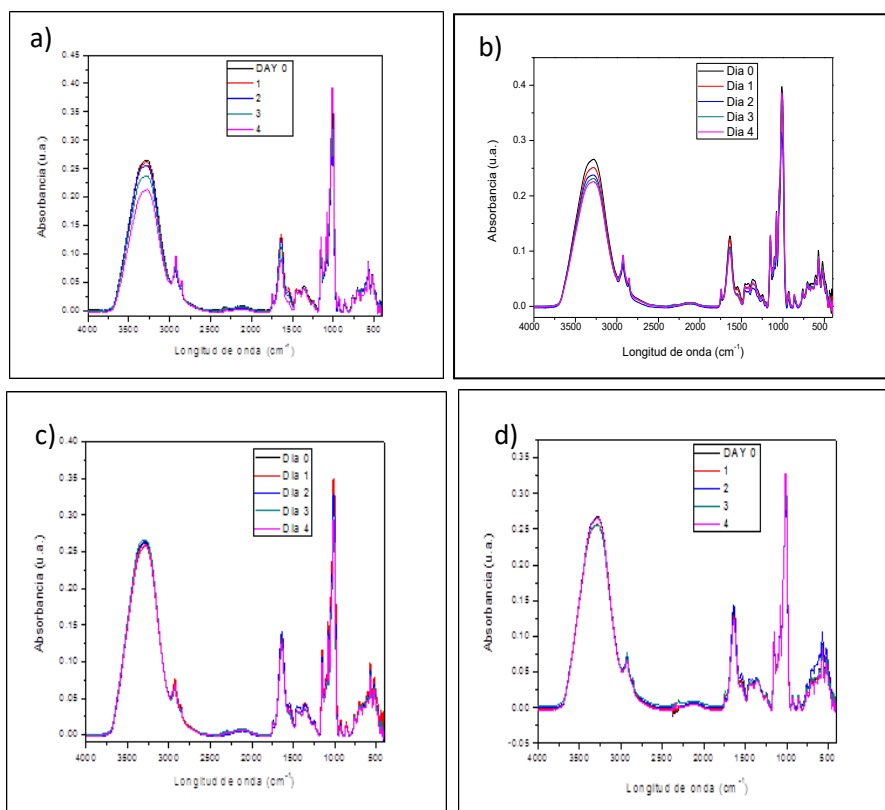 a)
0.45
0.40
0.35
0.30
0.25
0.20
0.15
0.10
0.05
0.00
Absorbancia (u.a.)
DAY 0
1
2
3
4
4000 3500 3000 2500 2000 1500 1000 500
Longitud de onda (cm-1)
b)
0.4
0.3
0.2
0.1
0.0
Absorbancia (u.a.)
Dia 0
Dia 1
Dia 2
Dia 3
Dia 4
4000 3500 3000 2500 2000 1500 1000 500
Longitud de onda (cm-1)
c)
0.40
0.35
0.30
0.25
0.20
0.15
0.10
0.05
0.00
Absorbancia (u.a.)
Dia 0
Dia 1
Dia 2
Dia 3
Dia 4
4000 3500 3000 2500 2000 1500 1000 500
Longitud de onda (cm-1)
d)
0.35
0.30
0.25
0.20
0.15
0.10
0.05
0.00
-0.05
Absorbancia (u.a.)
DAY 0
1
2
3
4
4000 3500 3000 2500 2000 1500 1000 500
Longitud de onda (cm-1)